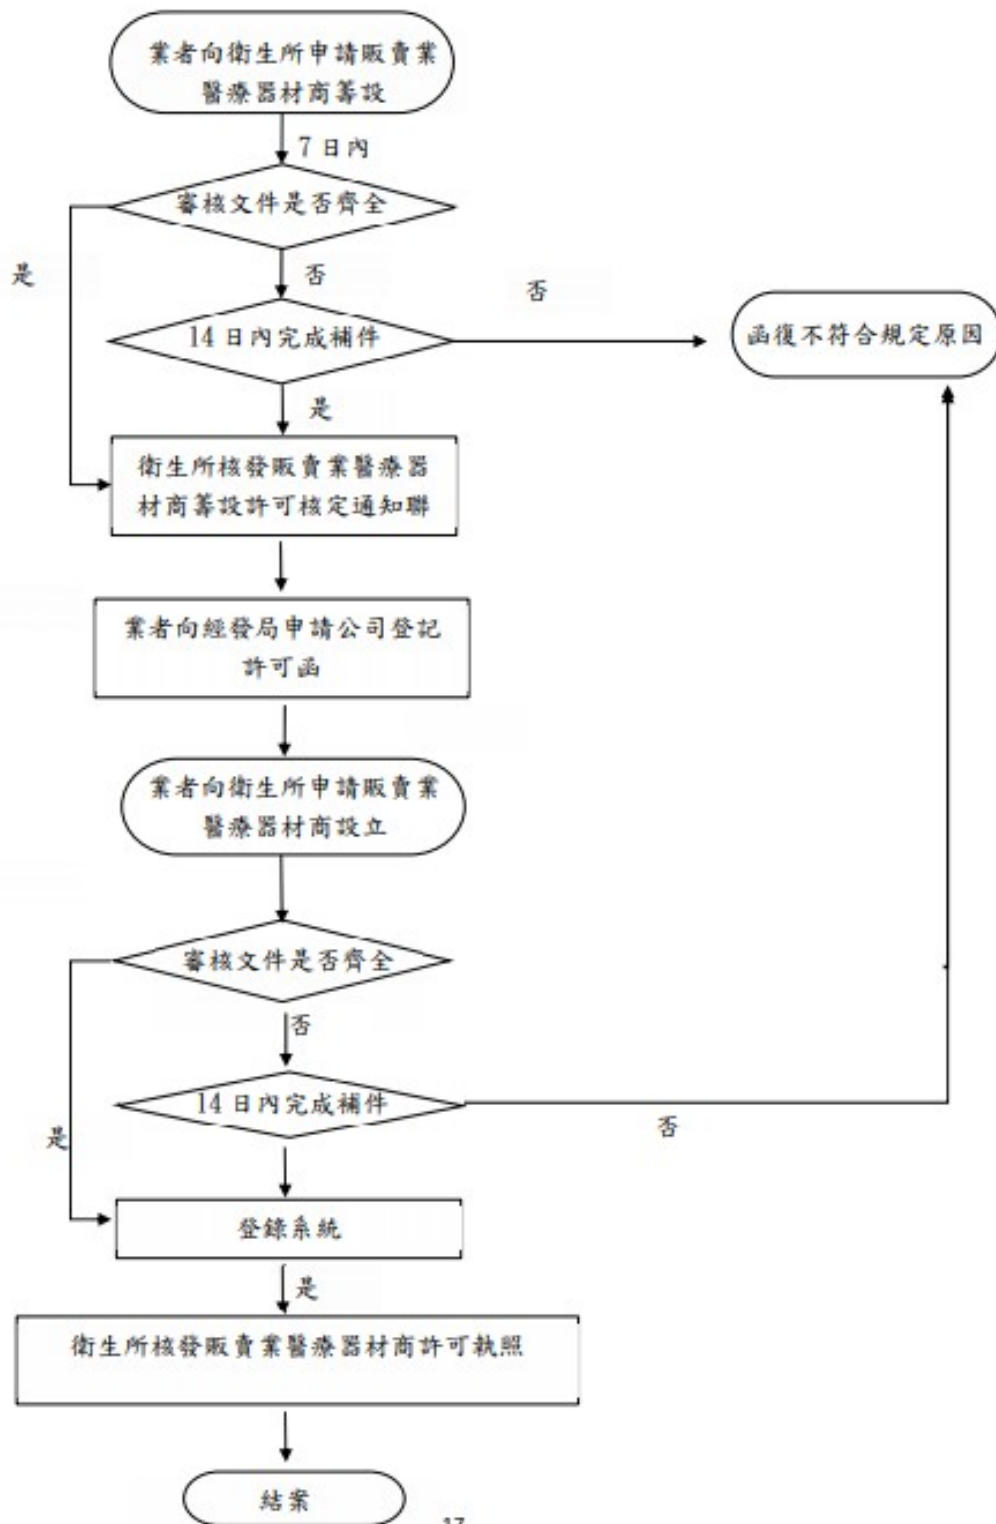 業者向衛生所申請販賣業
醫療器材商籌設
7 日內
審核文件是否齊全
是
否
否
14 日內完成補件
函復不符合規定原因
是
衛生所核發販賣業醫療器
材商籌設許可核定通知聯
業者向經發局申請公司登記
許可函
業者向衛生所申請販賣業
醫療器材商設立
審核文件是否齊全
否
14 日內完成補件
否
是
登錄系統
是
衛生所核發販賣業醫療器材商許可執照
結案
17